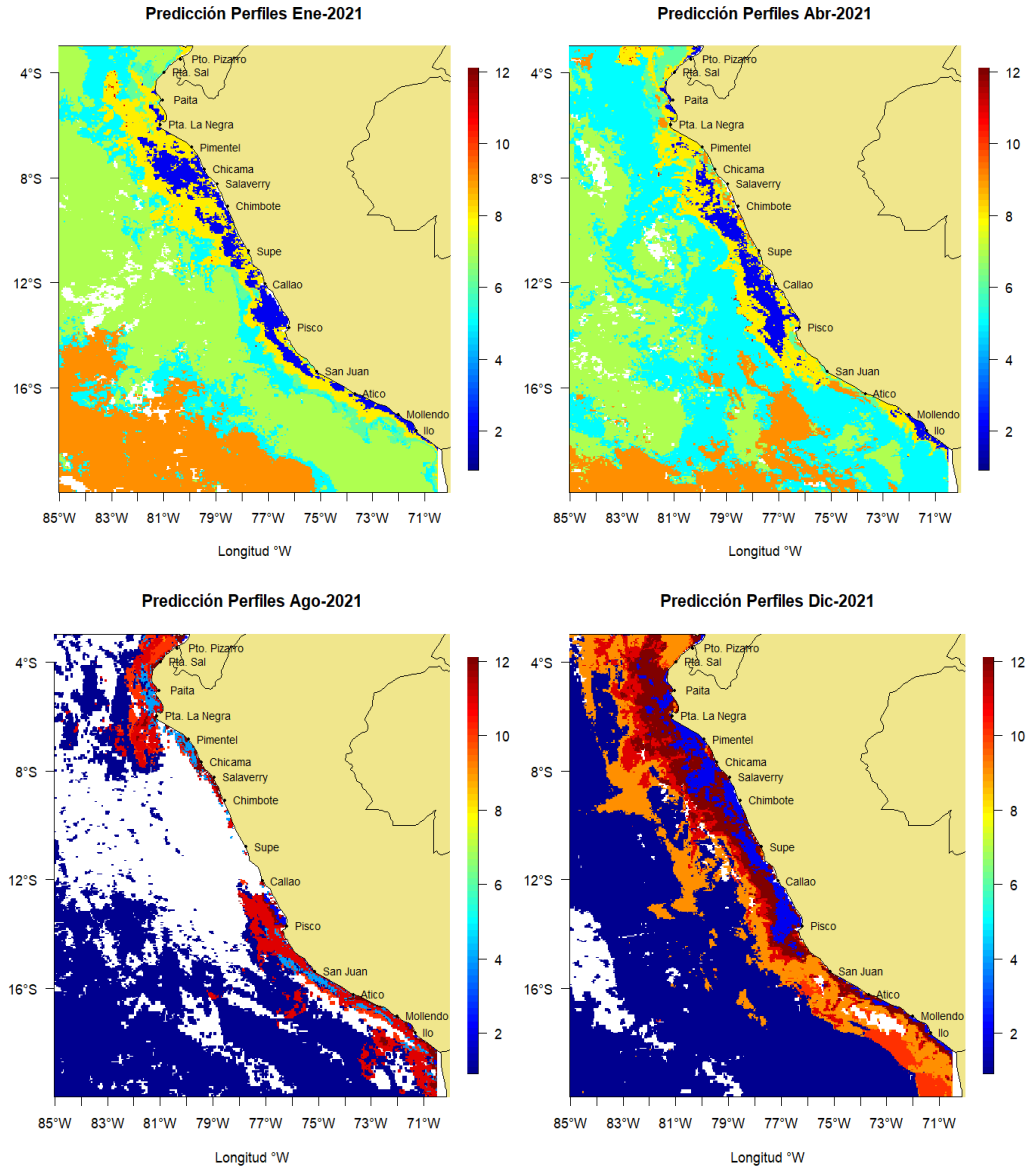 Predicción Perfiles Ene-2021
4°S
8°S
12°S
16°S
Pto. Pizarro
Pta. Sal
Paita
Pta. La Negra
Pimentel
Chicama
Salaverry
Chimbote
Supe
Callao
Pisco
San Juan
Atico
Mollendo
Ilo
12
10
8
6
4
2
85°W 83°W 81°W 79°W 77°W 75°W 73°W 71°W
Longitud °W
Predicción Perfiles Abr-2021
4°S
8°S
12°S
16°S
Pto. Pizarro
Pta. Sal
Paita
Pta. La Negra
Pimentel
Chicama
Salaverry
Chimbote
Supe
Callao
Pisco
San Juan
Atico
Mollendo
Ilo
12
10
8
6
4
2
85°W 83°W 81°W 79°W 77°W 75°W 73°W 71°W
Longitud °W
Predicción Perfiles Ago-2021
4°S
8°S
12°S
16°S
Pto. Pizarro
Pta. Sal
Paita
Pta. La Negra
Pimentel
Chicama
Salaverry
Chimbote
Supe
Callao
Pisco
San Juan
Atico
Mollendo
Ilo
12
10
8
6
4
2
85°W 83°W 81°W 79°W 77°W 75°W 73°W 71°W
Longitud °W
Predicción Perfiles Dic-2021
4°S
8°S
12°S
16°S
Pto. Pizarro
Pta. Sal
Paita
Pta. La Negra
Pimentel
Chicama
Salaverry
Chimbote
Supe
Callao
Pisco
San Juan
Atico
Mollendo
Ilo
12
10
8
6
4
2
85°W 83°W 81°W 79°W 77°W 75°W 73°W 71°W
Longitud °W